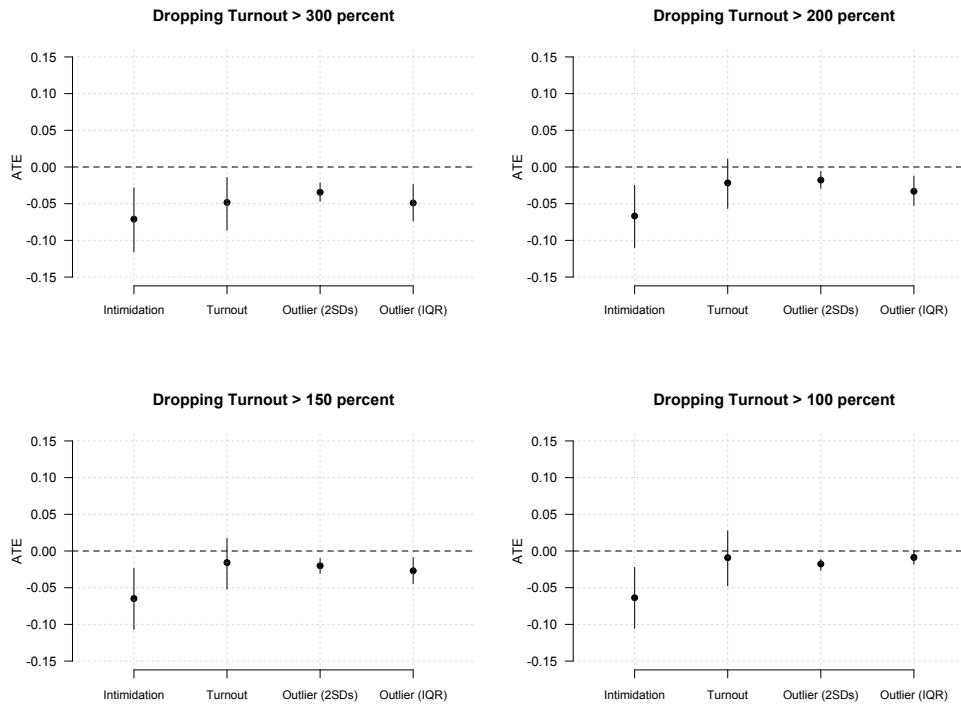 Dropping Turnout > 300 percent
0.15
0.10
0.05
0.00
-0.05
-0.10
-0.15
ATE
Intimidation Turnout Outlier (2SDs) Outlier (IQR)
Dropping Turnout > 200 percent
0.15
0.10
0.05
0.00
-0.05
-0.10
-0.15
ATE
Intimidation Turnout Outlier (2SDs) Outlier (IQR)
Dropping Turnout > 150 percent
0.15
0.10
0.05
0.00
-0.05
-0.10
-0.15
ATE
Intimidation Turnout Outlier (2SDs) Outlier (IQR)
Dropping Turnout > 100 percent
0.15
0.10
0.05
0.00
-0.05
-0.10
-0.15
ATE
Intimidation Turnout Outlier (2SDs) Outlier (IQR)